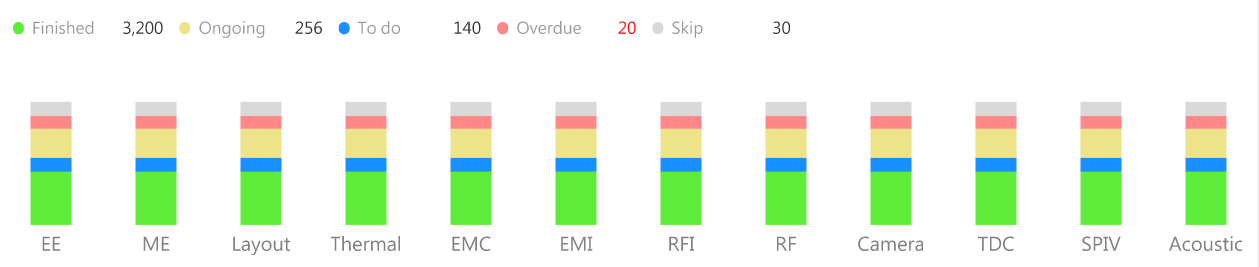 Finished 3,200 Ongoing 256 To do 140 Overdue 20 Skip 30
EE ME Layout Thermal EMC EMI RFI RF Camera TDC SPIV Acoustic